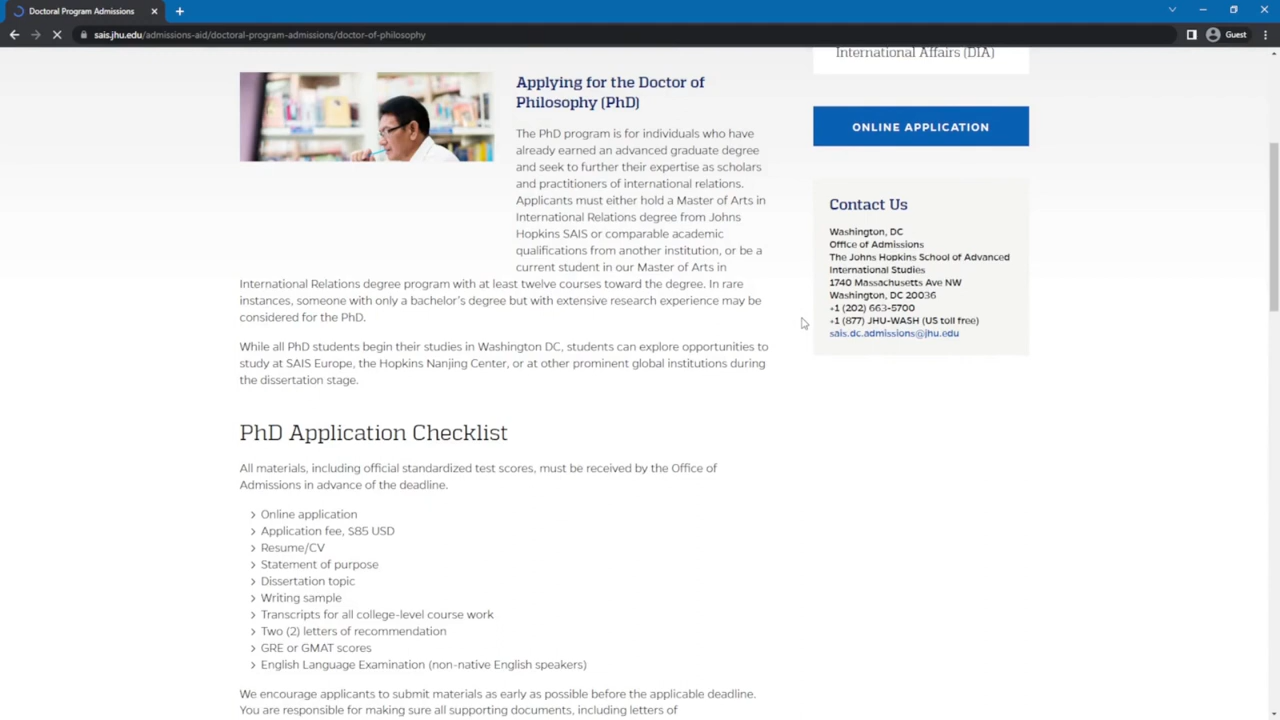 Doctoral Program Admissions
sais.jhu.edu/admissions-aid/doctoral-program-admissions/doctor-of-philosophy
Guest
International Affairs (DIA)
Applying for the Doctor of
Philosophy (PhD)
The PhD program is for individuals who have
already earned an advanced graduate degree
and seek to further their expertise as scholars
and practitioners of international relations.
Applicants must either hold a Master of Arts in
International Relations degree from Johns
Hopkins SAIS or comparable academic
qualifications from another institution, or be a
current student in our Master of Arts in
International Relations degree program with at least twelve courses toward the degree. In rare
instances, someone with only a bachelor's degree but with extensive research experience may be
considered for the PhD.
While all PhD students begin their studies in Washington DC, students can explore opportunities to
study at SAIS Europe, the Hopkins Nanjing Center, or at other prominent global institutions during
the dissertation stage.
PhD Application Checklist
All materials, including official standardized test scores, must be received by the Office of
Admissions in advance of the deadline.
Online application
Application fee, $85 USD
Resume/CV
Statement of purpose
Dissertation topic
Writing sample
Transcripts for all college-level course work
Two (2) letters of recommendation
GRE or GMAT scores
English Language Examination (non-native English speakers)
We encourage applicants to submit materials as early as possible before the applicable deadline.
You are responsible for making sure all supporting documents, including letters of
ONLINE APPLICATION
Contact Us
Washington, DC
Office of Admissions
The Johns Hopkins School of Advanced
International Studies
1740 Massachusetts Ave NW
Washington, DC 20036
+1 (202) 663-5700
+1 (877) JHU-WASH (US toll free)
sais.dc.admissions@jhu.edu